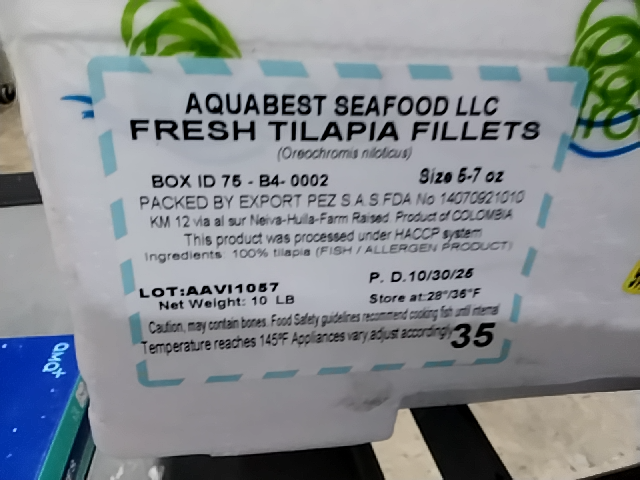 AQUABEST SEAFOOD LLC
FRESH TILAPIA FILLETS
(Oreochromis niloticus)
BOX ID 75 - B4- 0002 Size 5-7 oz
PACKED BY EXPORT PEZ S.A.S.FDA No 14070921010
KM 12 via al sur Neiva-Huila-Farm Raised. Product of COLOMBIA
This product was processed under HACCP system
Ingredients: 100% tilapia (FISH / ALLERGEN PRODUCT)
LOT:AAVI1057 P. D.10/30/25
Net Weight: 10 LB Store at:28°/36°F
Caution, may contain bones. Food Safety guidelines recommend cooking fish until internal
Temperature reaches 145ºF Appliances vary,adjust accordingly 35